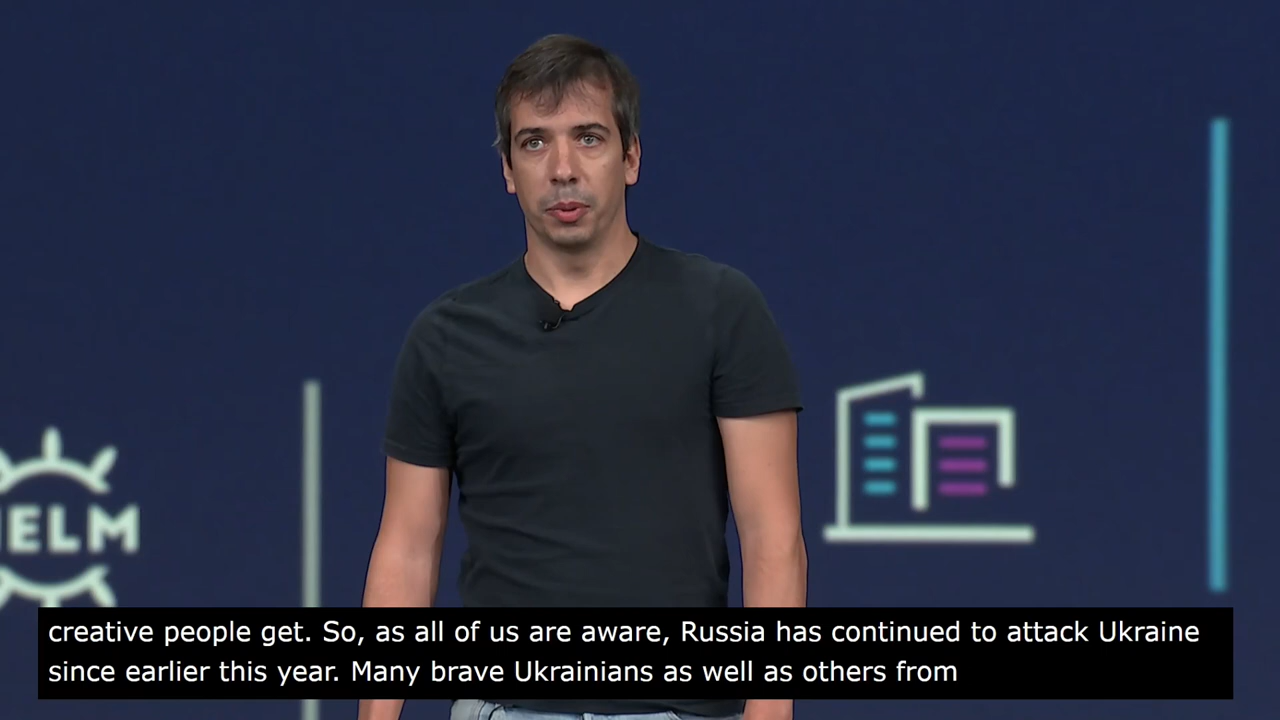 HELM
creative people get. So, as all of us are aware, Russia has continued to attack Ukraine
since earlier this year. Many brave Ukrainians as well as others from